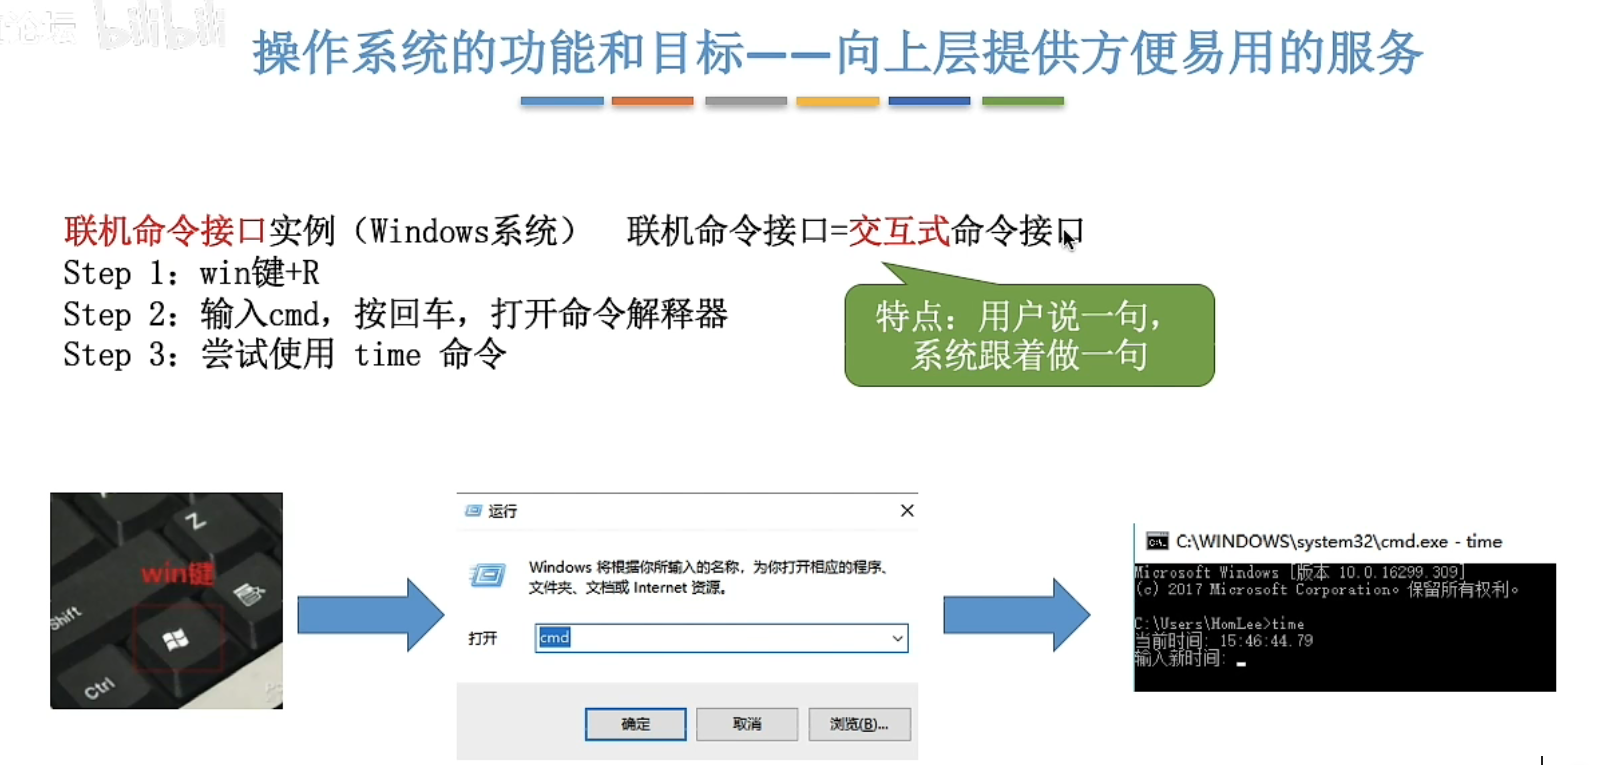 bilibili
操作系统的功能和目标——向上层提供方便易用的服务
联机命令接口实例（Windows系统） 联机命令接口=交互式命令接口
Step 1：win键+R
Step 2：输入cmd，按回车，打开命令解释器
Step 3：尝试使用 time 命令
特点：用户说一句，
系统跟着做一句
Z
win键
Shift
Ctrl
运行
Windows 将根据你所输入的名称，为你打开相应的程序、
文件夹、文档或 Internet 资源。
打开
cmd
确定 取消 浏览(B)...
C:\WINDOWS\system32\cmd.exe - time
Microsoft Windows [版本 10.0.16299.309]
(c) 2017 Microsoft Corporation。保留所有权利。
C:\Users\HomLee>time
当前时间: 15:46:44.79
输入新时间: